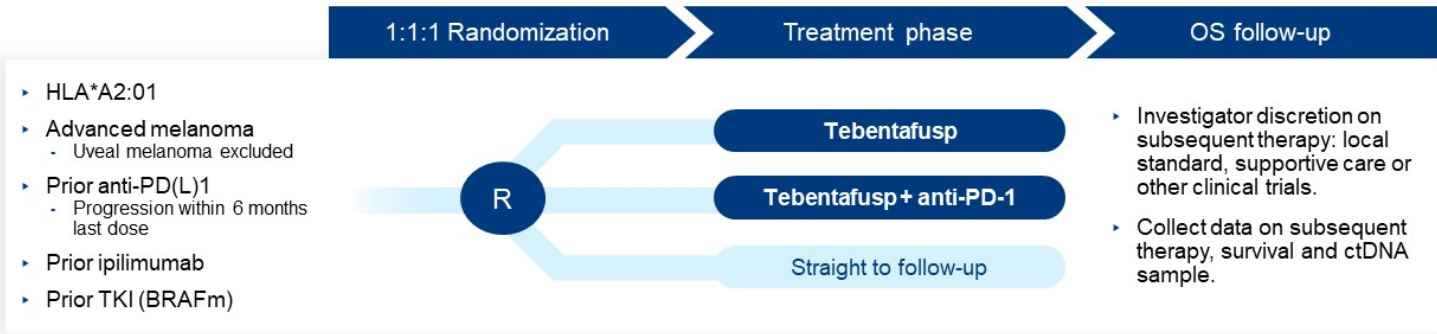 1:1:1 Randomization
Treatment phase
OS follow-up
‣ HLA*A2:01
‣ Advanced melanoma
- Uveal melanoma excluded
‣ Prior anti-PD(L)1
- Progression within 6 months
last dose
‣ Prior ipilimumab
‣ Prior TKI (BRAFm)
R
Tebentafusp
Tebentafusp + anti-PD-1
Straight to follow-up
‣ Investigator discretion on
subsequent therapy: local
standard, supportive care or
other clinical trials.
‣ Collect data on subsequent
therapy, survival and ctDNA
sample.